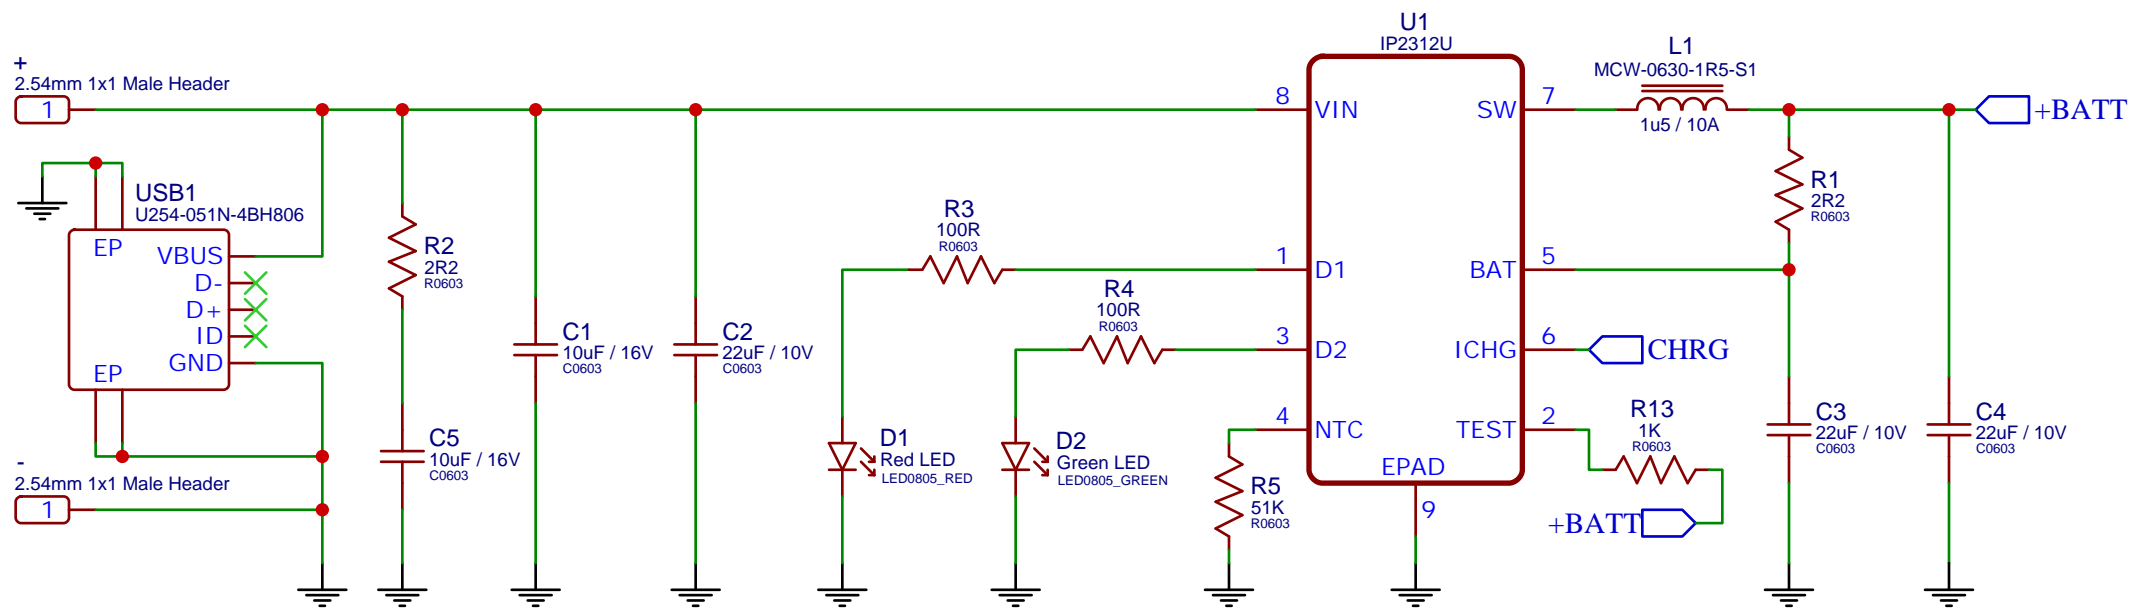 +
2.54mm 1x1 Male Header
1
USB1
U254-051N-4BH806
EP
VBUS
D-
D+
ID
GND
EP
-
2.54mm 1x1 Male Header
1
R2
2R2
R0603
C5
10uF / 16V
C0603
C1
10uF / 16V
C0603
C2
22uF / 10V
C0603
R3
100R
R0603
R4
100R
R0603
D1
Red LED
LED0805_RED
D2
Green LED
LED0805_GREEN
R5
51K
R0603
U1
IP2312U
8
VIN
1
D1
3
D2
4
NTC
SW
7
BAT
5
ICHG
6
TEST
2
EPAD
9
L1
MCW-0630-1R5-S1
1u5 / 10A
+BATT
R1
2R2
R0603
CHRG
R13
1K
R0603
+BATT
C3
22uF / 10V
C0603
C4
22uF / 10V
C0603